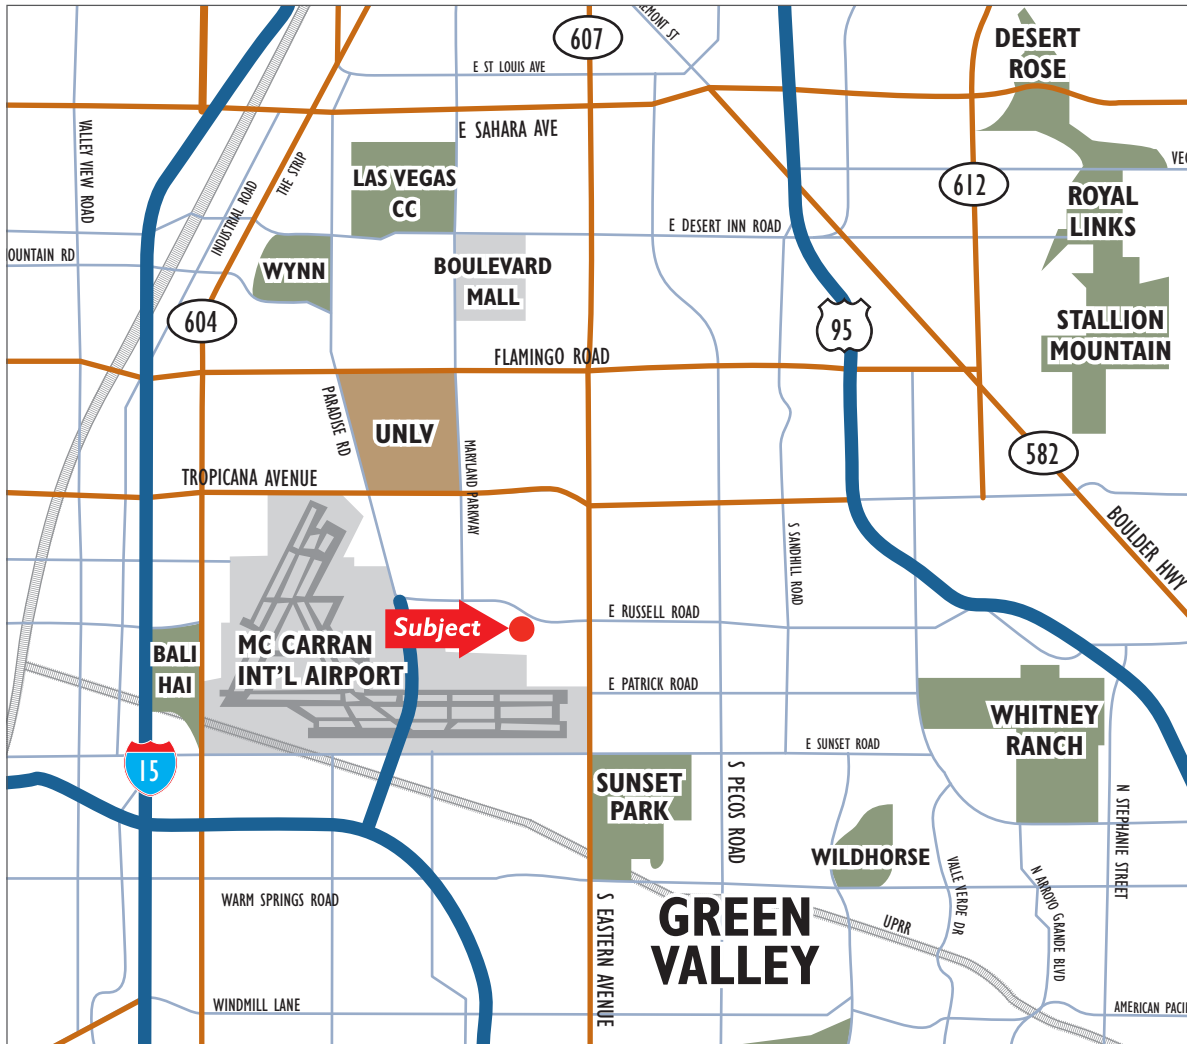 607
EMONT ST
DESERT
ROSE
E ST LOUIS AVE
E SAHARA AVE
VALLEY VIEW ROAD
INDUSTRIAL ROAD
THE STRIP
LAS VEGAS
CC
612
VEG
ROYAL
LINKS
E DESERT INN ROAD
OUNTAIN RD
WYNN
BOULEVARD
MALL
604
95
STALLION
MOUNTAIN
FLAMINGO ROAD
PARADISE RD
UNLV
MARYLAND PARKWAY
582
TROPICANA AVENUE
BOULDER HWY
S SANDHILL ROAD
E RUSSELL ROAD
Subject
MC CARRAN
INT'L AIRPORT
BALI
HAI
E PATRICK ROAD
WHITNEY
RANCH
E SUNSET ROAD
15
SUNSET
PARK
S PECOS ROAD
N STEPHANIE STREET
WILDHORSE
VALLE VERDE DR
N ARROYO GRANDE BLVD
WARM SPRINGS ROAD
S EASTERN AVENUE
GREEN
VALLEY
UPRR
WINDMILL LANE
AMERICAN PACI